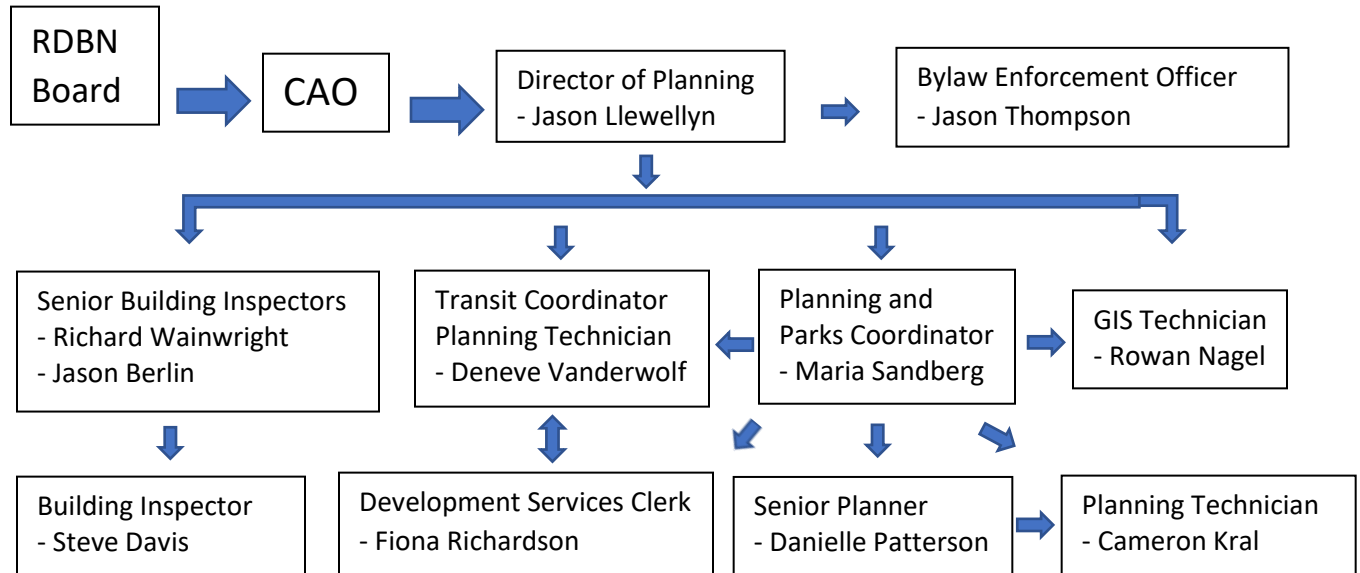 RDBN
Board
CAO
Director of Planning
- Jason Llewellyn
Bylaw Enforcement Officer
- Jason Thompson
Senior Building Inspectors
- Richard Wainwright
- Jason Berlin
Transit Coordinator
Planning Technician
- Deneve Vanderwolf
Planning and
Parks Coordinator
- Maria Sandberg
GIS Technician
- Rowan Nagel
Building Inspector
- Steve Davis
Development Services Clerk
- Fiona Richardson
Senior Planner
- Danielle Patterson
Planning Technician
- Cameron Kral